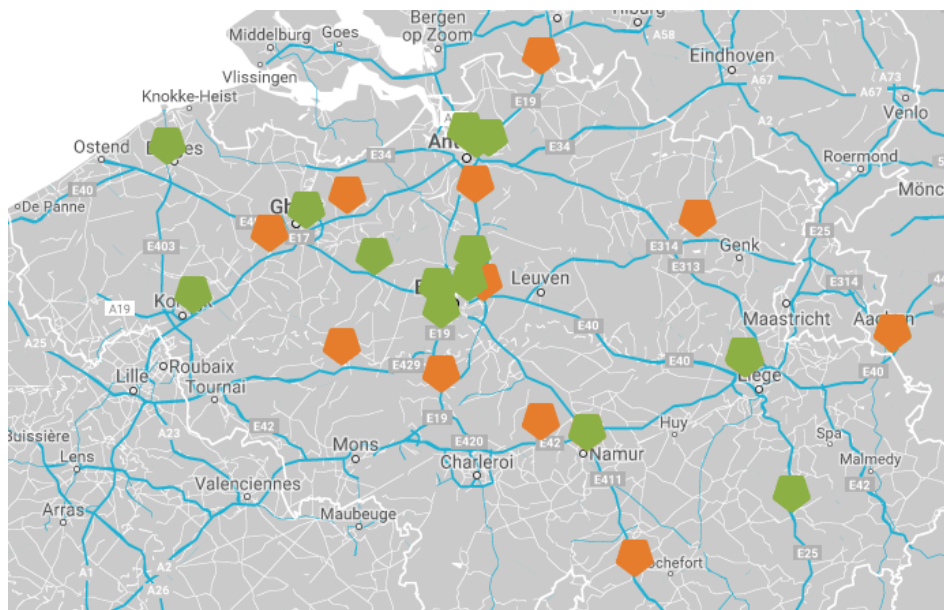 Bergen
op Zoom
Middelburg
Goes
A58
Eindhoven
Vlissingen
A67
A73
A67
Knokke-Heist
E19
A2
Venlo
Ostend
E34
E34
Roermond
E40
De Panne
E17
E403
E314
E25
Genk
E313
Leuven
E314
A19
Maastricht
E19
E40
A25
Roubaix
E429
E40
E40
Lille
Tournai
Liège
E19
E42
E420
E42
Huy
A23
Mons
Spa
Namur
Lens
Charleroi
Malmedy
E411
E42
Valenciennes
Arras
Maubeuge
E25
A1
A2
A26